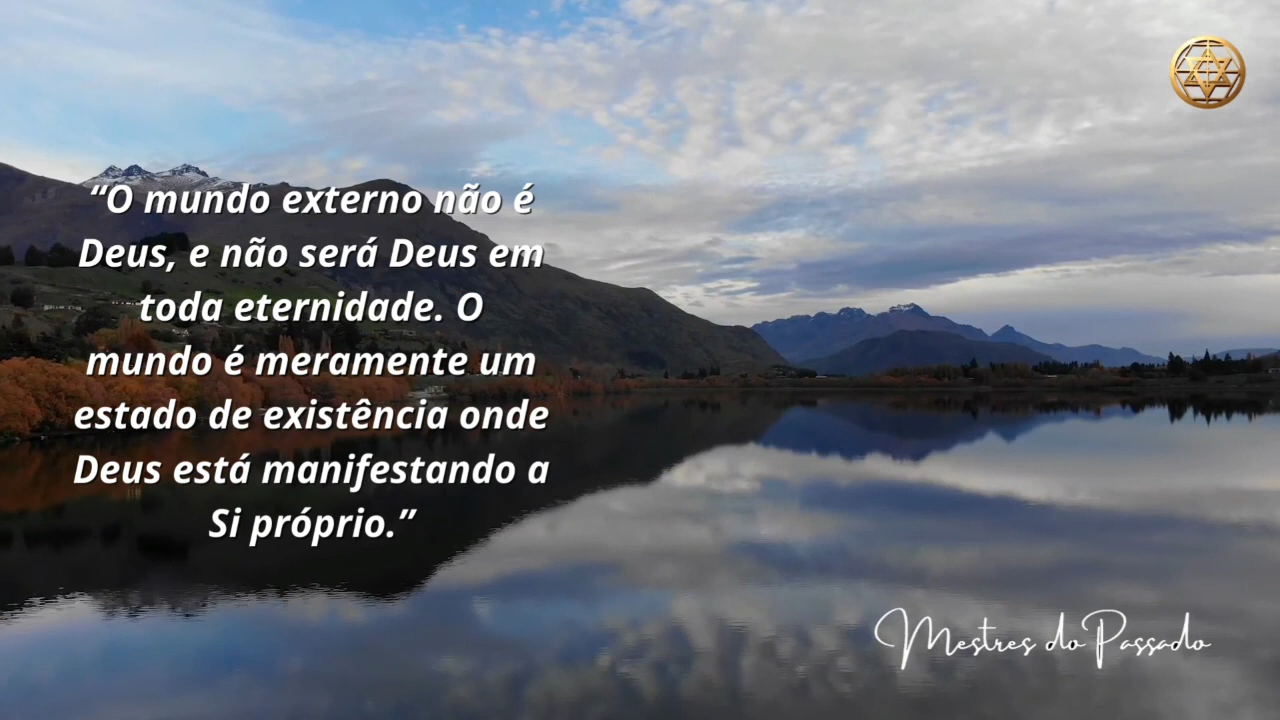 “O mundo externo não é
Deus, e não será Deus em
toda eternidade. O
mundo é meramente um
estado de existência onde
Deus está manifestando a
Si próprio.”
Mestres do Passado